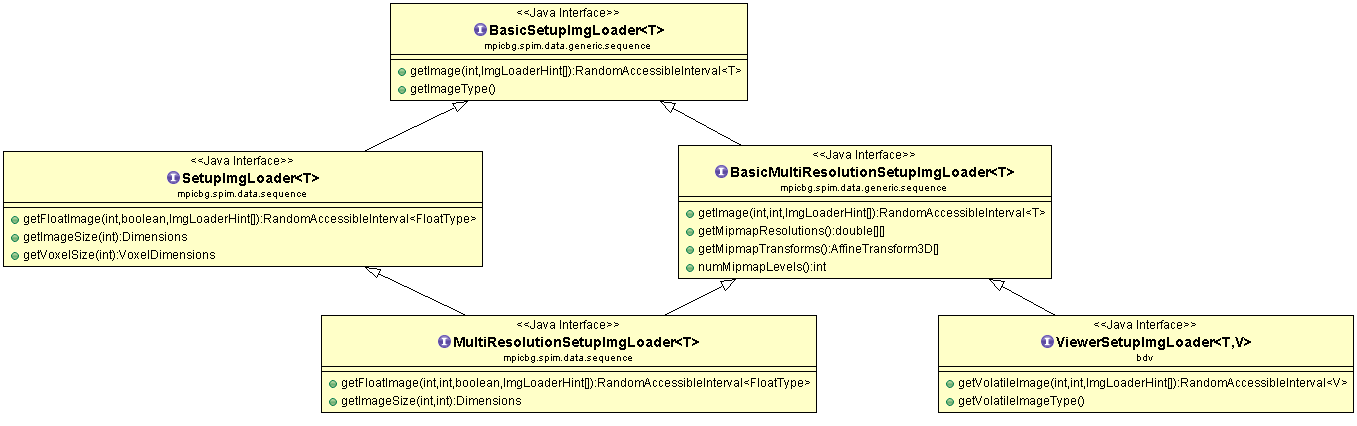 <<Java Interface>>
BasicSetupImgLoader<T>
mpicbg.spim.data.generic.sequence
getImage(int,ImgLoaderHint[]):RandomAccessibleInterval<T>
getImageType()
<<Java Interface>>
SetupImgLoader<T>
mpicbg.spim.data.sequence
getFloatImage(int,boolean,ImgLoaderHint[]):RandomAccessibleInterval<FloatType>
getImageSize(int):Dimensions
getVoxelSize(int):VoxelDimensions
<<Java Interface>>
BasicMultiResolutionSetupImgLoader<T>
mpicbg.spim.data.generic.sequence
getImage(int,int,ImgLoaderHint[]):RandomAccessibleInterval<T>
getMipmapResolutions():double[][]
getMipmapTransforms():AffineTransform3D[]
numMipmapLevels():int
<<Java Interface>>
MultiResolutionSetupImgLoader<T>
mpicbg.spim.data.sequence
getFloatImage(int,int,boolean,ImgLoaderHint[]):RandomAccessibleInterval<FloatType>
getImageSize(int,int):Dimensions
<<Java Interface>>
ViewerSetupImgLoader<T,V>
bdv
getVolatileImage(int,int,ImgLoaderHint[]):RandomAccessibleInterval<V>
getVolatileImageType()